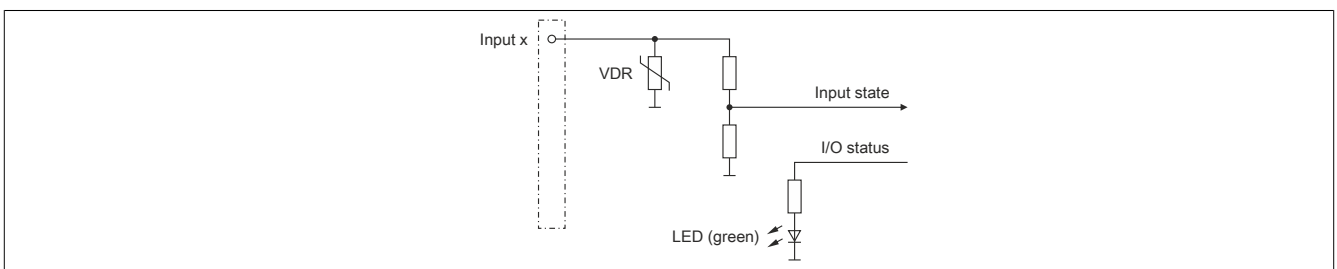 Input x
VDR
Input state
I/O status
LED (green)